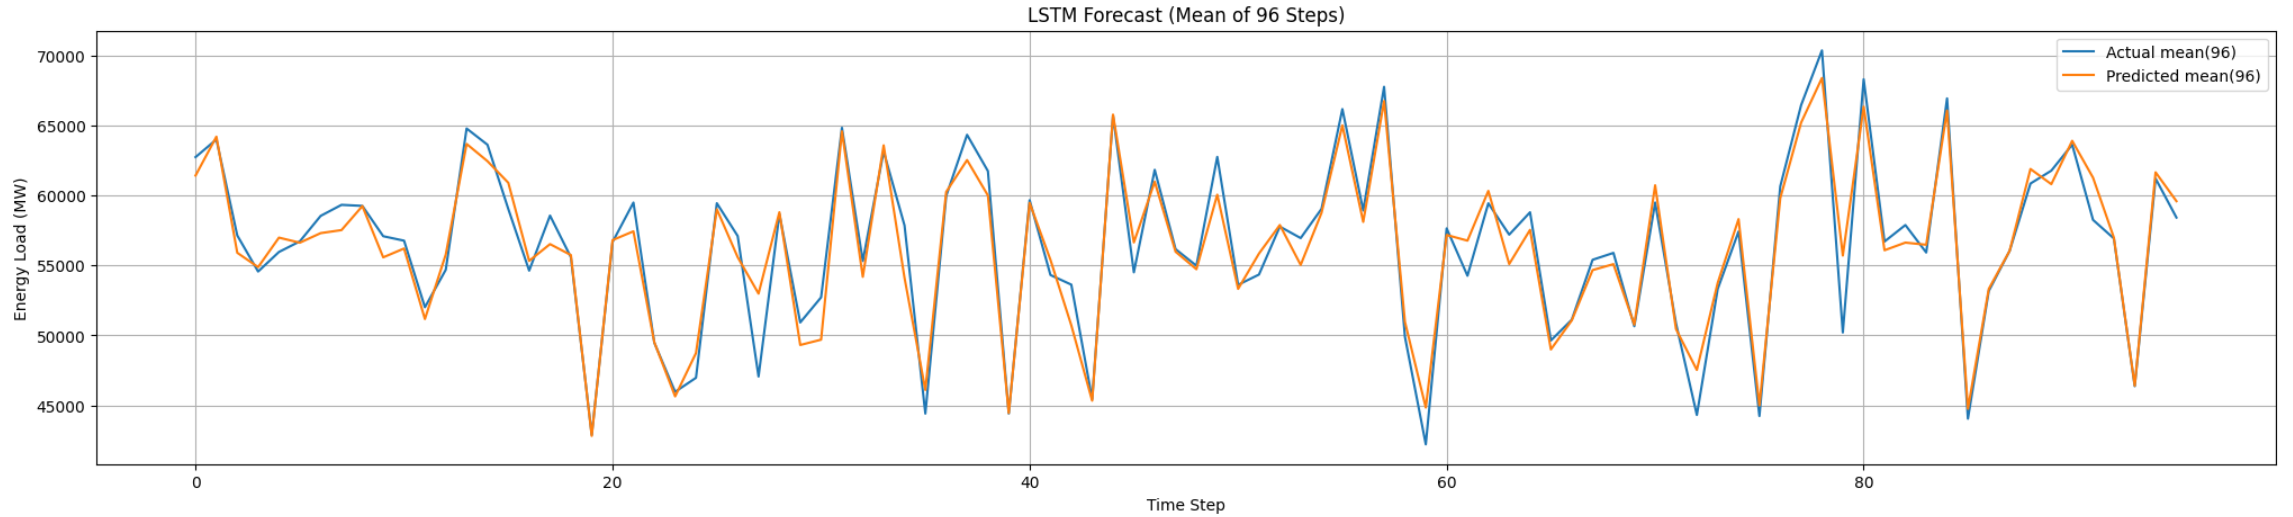 LSTM Forecast (Mean of 96 Steps)
Actual mean(96)
Predicted mean(96)
Energy Load (MW)
70000
65000
60000
55000
50000
45000
0 20 40 60 80
Time Step